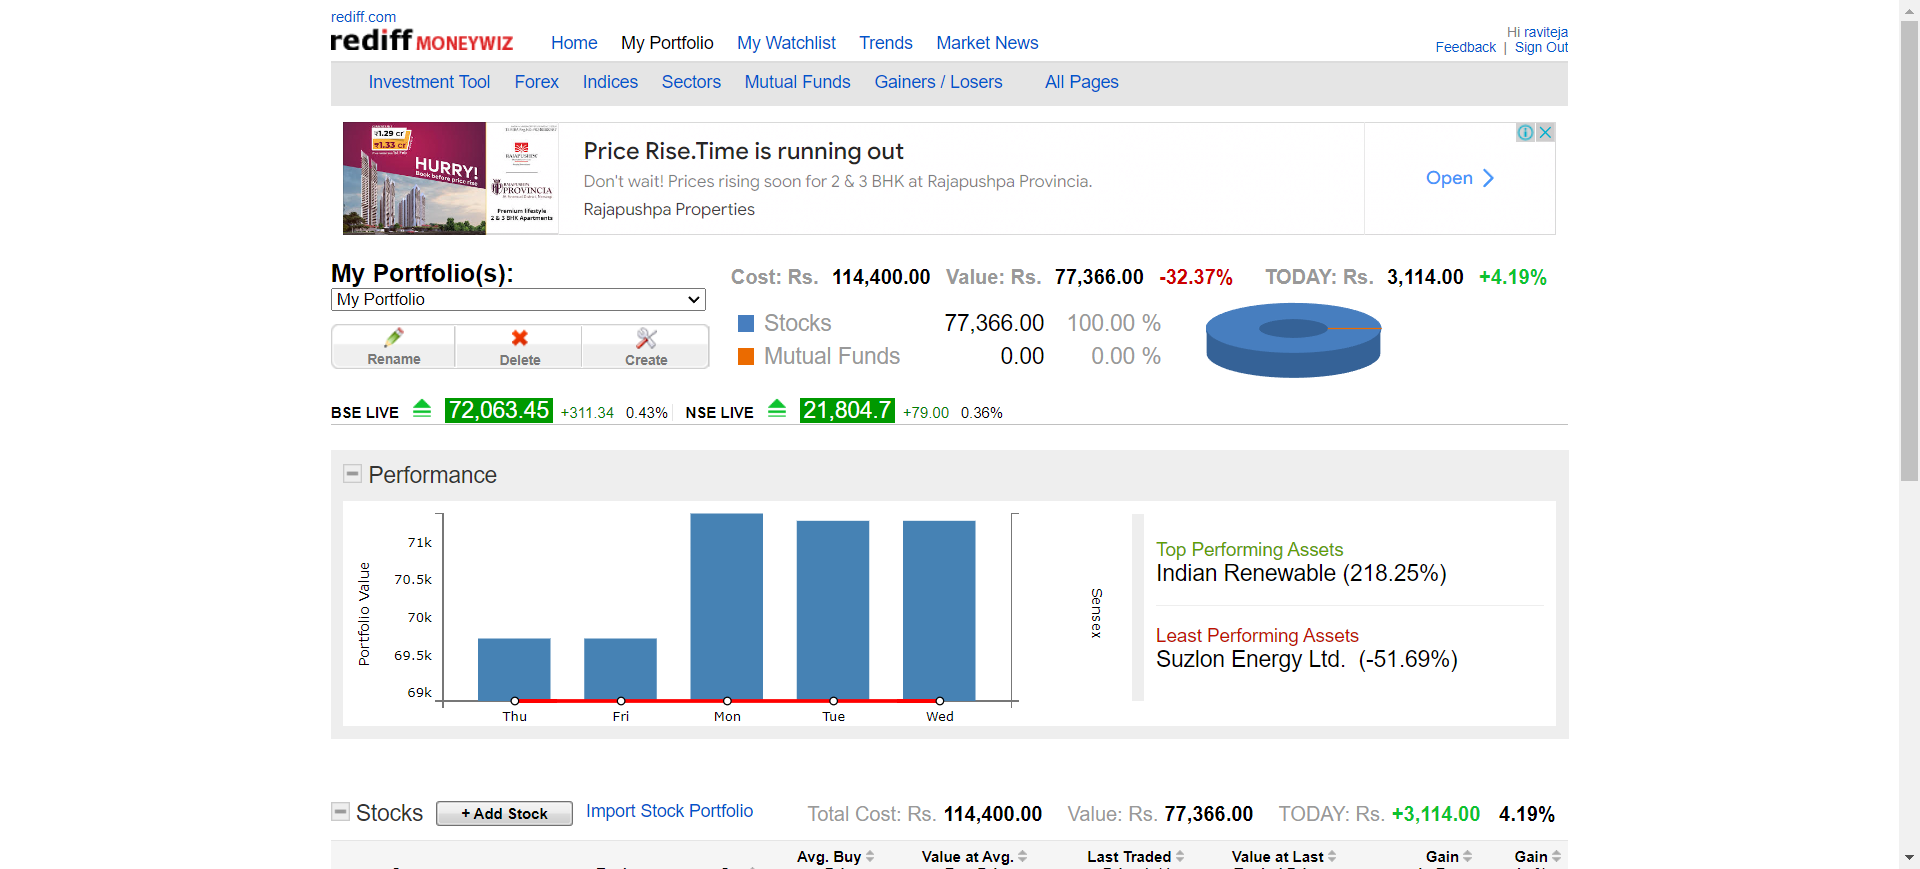 rediff.com
rediff MONEYWIZ Home My Portfolio My Watchlist Trends Market News
Hi raviteja
Feedback | Sign Out
Investment Tool Forex Indices Sectors Mutual Funds Gainers / Losers All Pages
₹1.29 cr
₹1.33 cr
HURRY!
Book before price rise
RAJAPUSHPA
PROVINCIA
Premium lifestyle
2 & 3 BHK Apartments
Price Rise.Time is running out
Don't wait! Prices rising soon for 2 & 3 BHK at Rajapushpa Provincia.
Rajapushpa Properties
Open
My Portfolio(s):
My Portfolio
Rename Delete Create
Cost: Rs. 114,400.00 Value: Rs. 77,366.00 -32.37% TODAY: Rs. 3,114.00 +4.19%
Stocks 77,366.00 100.00 %
Mutual Funds 0.00 0.00 %
BSE LIVE 72,063.45 +311.34 0.43% NSE LIVE 21,804.7 +79.00 0.36%
Performance
Portfolio Value
71k
70.5k
70k
69.5k
69k
Thu Fri Mon Tue Wed
Sensex
Top Performing Assets
Indian Renewable (218.25%)
Least Performing Assets
Suzlon Energy Ltd. (-51.69%)
Stocks + Add Stock Import Stock Portfolio Total Cost: Rs. 114,400.00 Value: Rs. 77,366.00 TODAY: Rs. +3,114.00 4.19%
Avg. Buy Value at Avg. Last Traded Value at Last Gain Gain